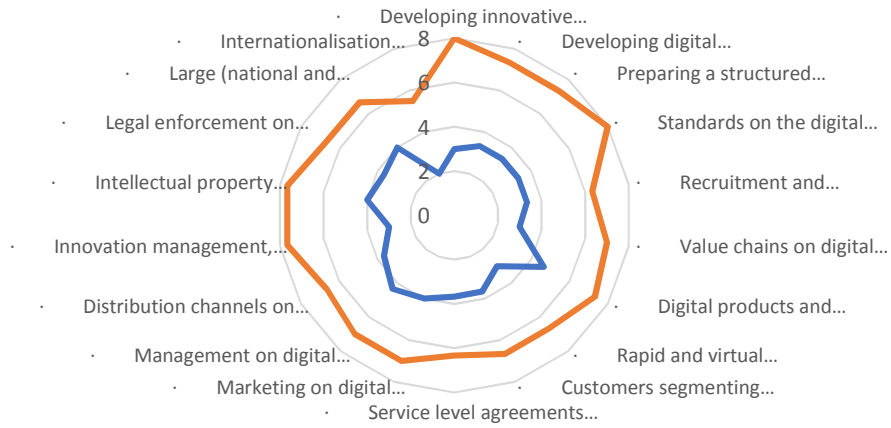 · Developing innovative…
· Developing digital…
· Preparing a structured…
· Standards on the digital…
· Recruitment and…
· Value chains on digital…
· Digital products and…
· Rapid and virtual…
· Customers segmenting…
· Service level agreements…
· Marketing on digital…
· Management on digital…
· Distribution channels on…
· Innovation management,…
· Intellectual property…
· Legal enforcement on…
· Large (national and…
· Internationalisation…
8
6
4
2
0